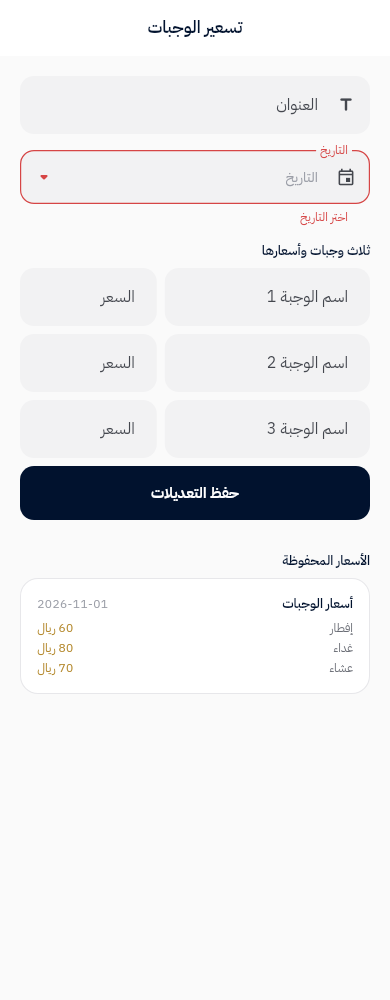 تسعير الوجبات
العنوان
التاريخ
التاريخ
اختر التاريخ
ثلاث وجبات وأسعارها
اسم الوجبة 1 السعر
اسم الوجبة 2 السعر
اسم الوجبة 3 السعر
حفظ التعديلات
الأسعار المحفوظة
أسعار الوجبات 2026-11-01
إفطار 60 ريال
غداء 80 ريال
عشاء 70 ريال